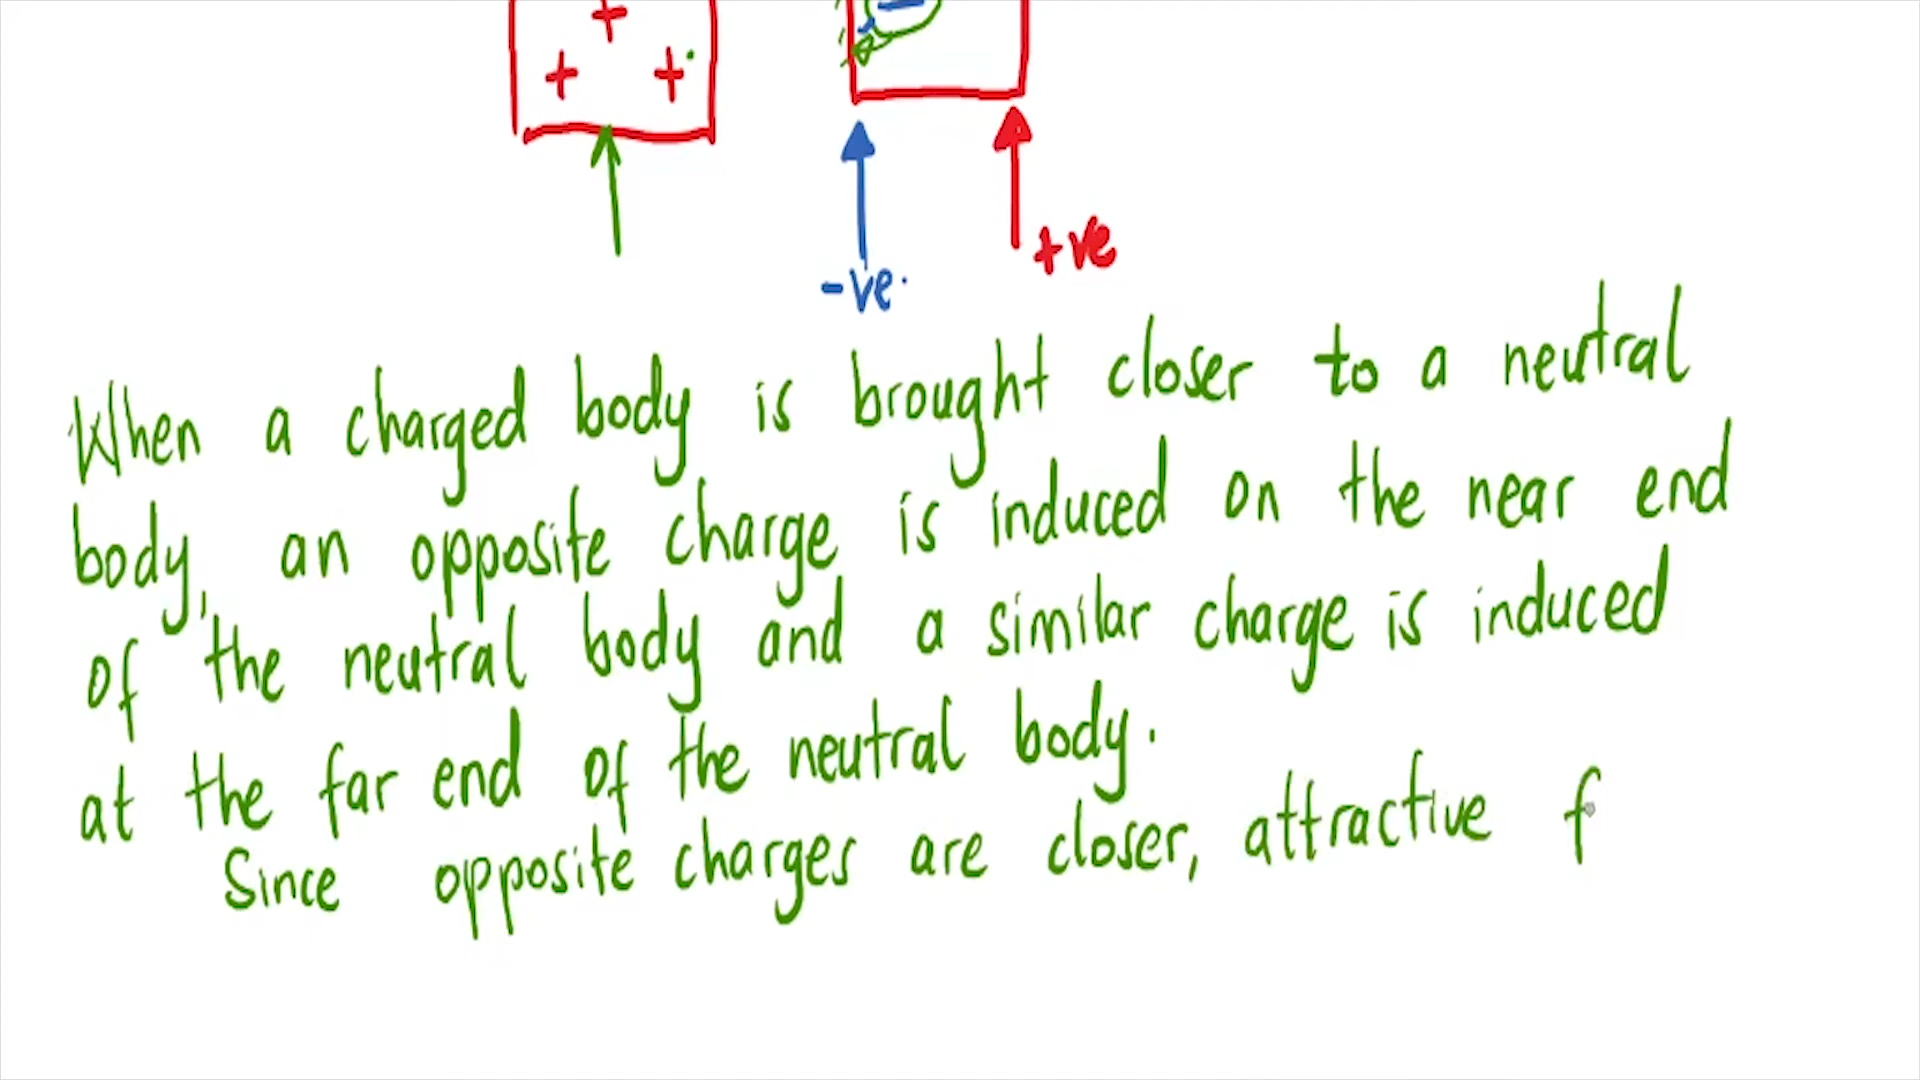 +
+ +
-
+ve
-ve.
When a charged body is brought closer to a neutral
body, an opposite charge is induced on the near end
of the neutral body and a similar charge is induced
at the far end of the neutral body.
Since opposite charges are closer, attractive f